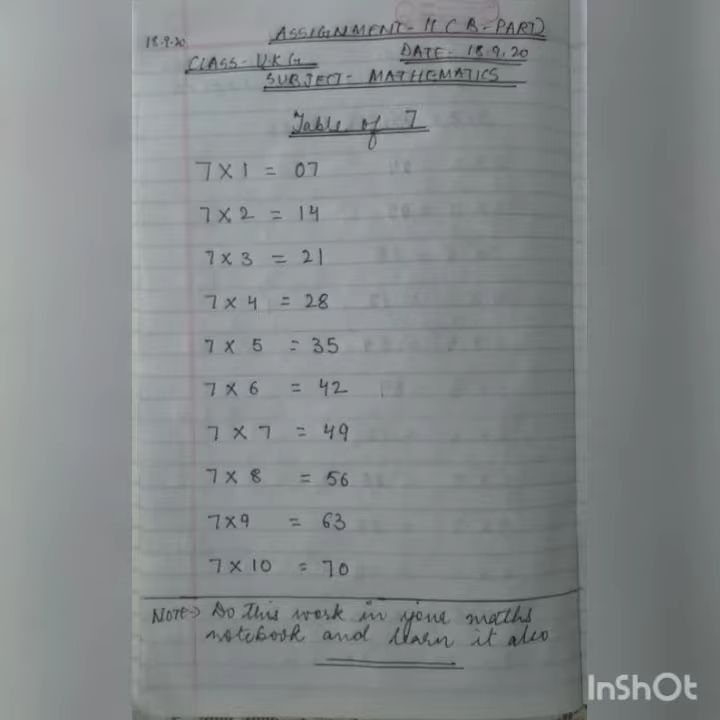 ASSIGNMENT- 11 ( B- PART)
18.9.20
CLASS- U.K.G DATE- 18.9.20
SUBJECT- MATHEMATICS
Table of 7
7 X 1 = 07
7 X 2 = 14
7 x 3 = 21
7 x 4 = 28
7 x 5 = 35
7 x 6 = 42
7 x 7 = 49
7 x 8 = 56
7 x 9 = 63
7 x 10 = 70
NOTE→ Do this work in your maths
notebook and learn it also
InShOt